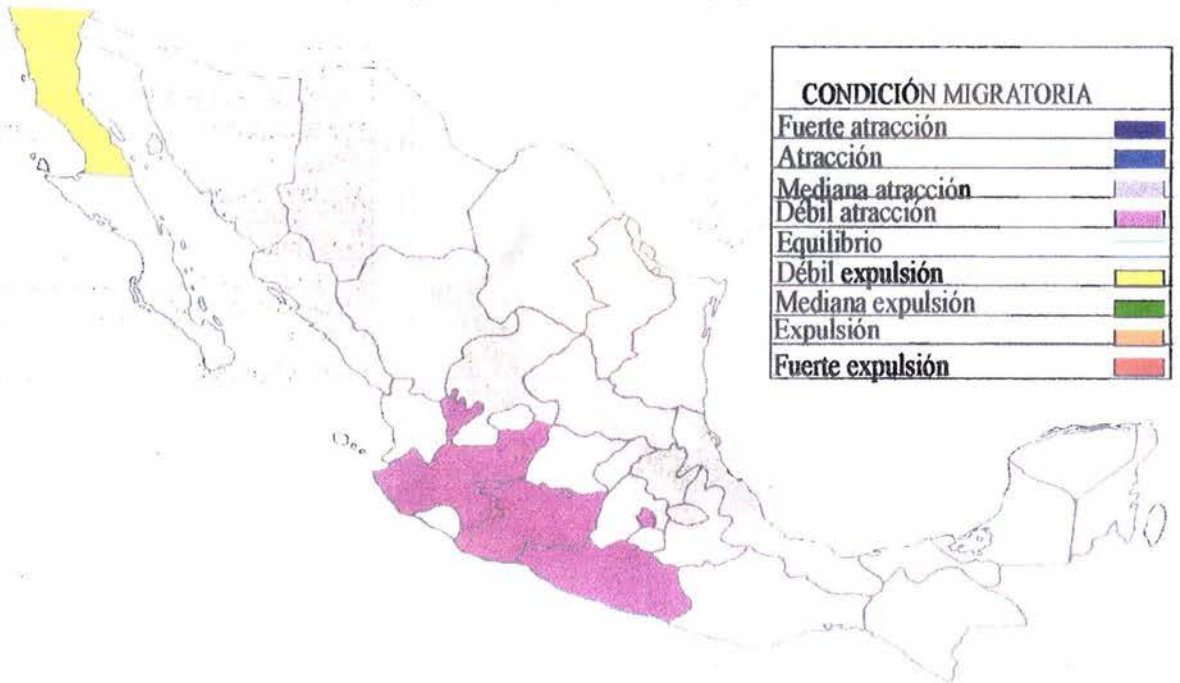 CONDICIÓN MIGRATORIA
Fuerte atracción
Atracción
Mediana atracción
Débil atracción
Equilibrio
Débil expulsión
Mediana expulsión
Expulsión
Fuerte expulsión